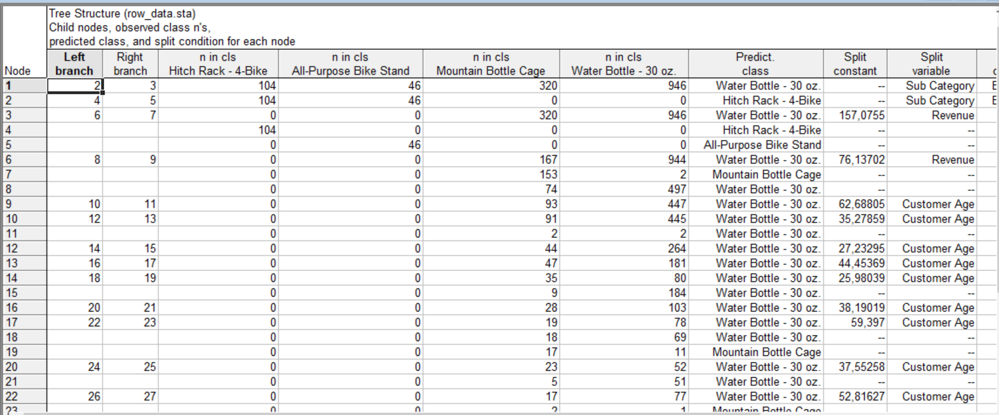 Tree Structure (row_data.sta)
Child nodes, observed class n's,
predicted class, and split condition for each node
Node Left branch Right branch n in cls Hitch Rack - 4-Bike n in cls All-Purpose Bike Stand n in cls Mountain Bottle Cage n in cls Water Bottle - 30 oz. Predict. class Split constant Split variable
1 2 3 104 46 320 946 Water Bottle - 30 oz. -- Sub Category
2 4 5 104 46 0 0 Hitch Rack - 4-Bike -- Sub Category
3 6 7 0 0 320 946 Water Bottle - 30 oz. 157,0755 Revenue
4 104 0 0 0 Hitch Rack - 4-Bike -- --
5 0 46 0 0 All-Purpose Bike Stand -- --
6 8 9 0 0 167 944 Water Bottle - 30 oz. 76,13702 Revenue
7 0 0 153 2 Mountain Bottle Cage -- --
8 0 0 74 497 Water Bottle - 30 oz. -- --
9 10 11 0 0 93 447 Water Bottle - 30 oz. 62,68805 Customer Age
10 12 13 0 0 91 445 Water Bottle - 30 oz. 35,27859 Customer Age
11 0 0 2 2 Water Bottle - 30 oz. -- --
12 14 15 0 0 44 264 Water Bottle - 30 oz. 27,23295 Customer Age
13 16 17 0 0 47 181 Water Bottle - 30 oz. 44,45369 Customer Age
14 18 19 0 0 35 80 Water Bottle - 30 oz. 25,98039 Customer Age
15 0 0 9 184 Water Bottle - 30 oz. -- --
16 20 21 0 0 28 103 Water Bottle - 30 oz. 38,19019 Customer Age
17 22 23 0 0 19 78 Water Bottle - 30 oz. 59,397 Customer Age
18 0 0 18 69 Water Bottle - 30 oz. -- --
19 0 0 17 11 Mountain Bottle Cage -- --
20 24 25 0 0 23 52 Water Bottle - 30 oz. 37,55258 Customer Age
21 0 0 5 51 Water Bottle - 30 oz. -- --
22 26 27 0 0 17 77 Water Bottle - 30 oz. 52,81627 Customer Age
23 0 0 2 1 Mountain Bottle Cage